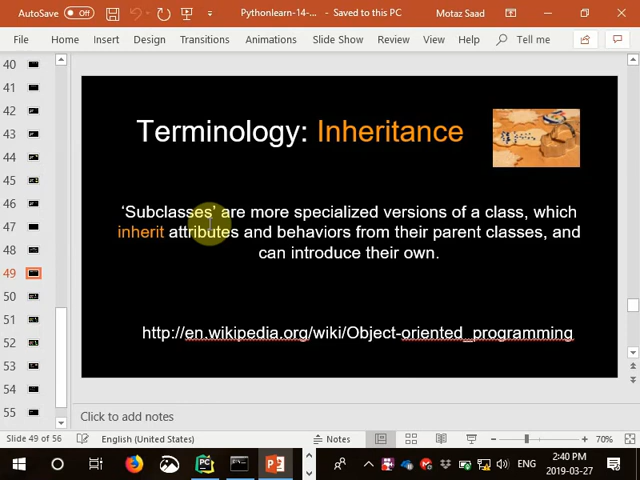 AutoSave Off
Pythonlearn-14-... - Saved to this PC
Motaz Saad
File Home Insert Design Transitions Animations Slide Show Review View Help Tell me
40
41
42
43
44
45
46
47
48
49
50
51
52
53
54
55
Terminology: Inheritance
‘Subclasses’ are more specialized versions of a class, which
inherit attributes and behaviors from their parent classes, and
can introduce their own.
http://en.wikipedia.org/wiki/Object-oriented_programming
Click to add notes
Slide 49 of 56 English (United States) Notes 70%
ENG
2:40 PM
2019-03-27